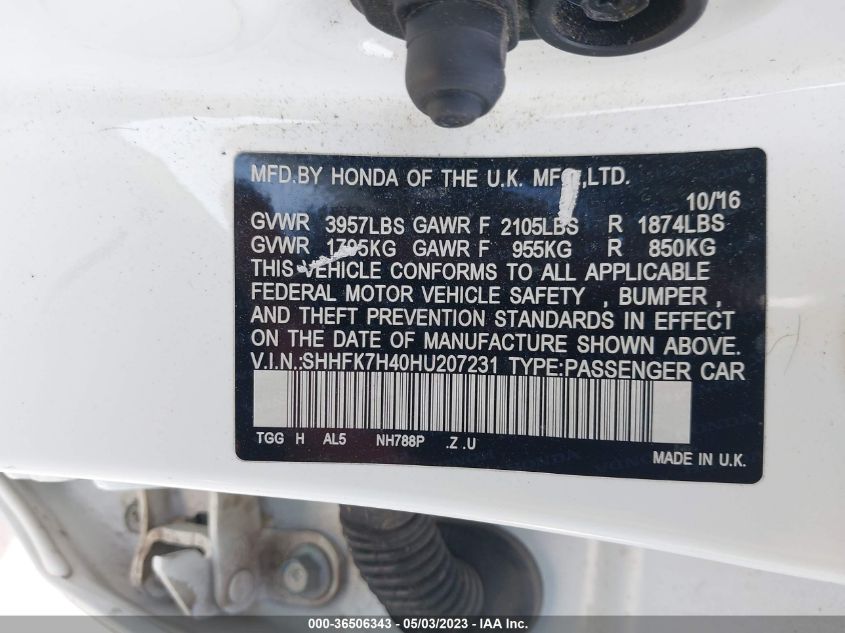 MFD.BY HONDA OF THE U.K. MFG.,LTD.
10/16
GVWR 3957LBS GAWR F 2105LBS R 1874LBS
GVWR 1795KG GAWR F 955KG R 850KG
THIS VEHICLE CONFORMS TO ALL APPLICABLE
FEDERAL MOTOR VEHICLE SAFETY , BUMPER ,
AND THEFT PREVENTION STANDARDS IN EFFECT
ON THE DATE OF MANUFACTURE SHOWN ABOVE.
V.I.N.:SHHFK7H40HU207231 TYPE:PASSENGER CAR
TGG H AL5 NH788P .Z .U
MADE IN U.K.
000-36506343 / 05/03/2023 - IAA Inc.